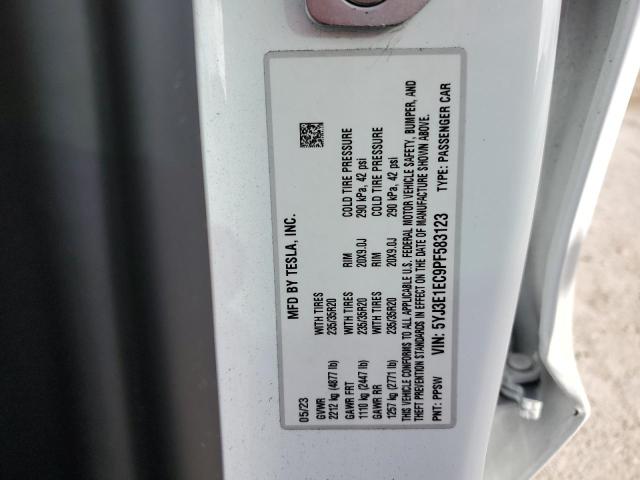 MFD BY TESLA, INC.
05/23
GVWR WITH TIRES RIM COLD TIRE PRESSURE
2212 kg (4877 lb) 235/35R20 20X9.0J 290 kPa, 42 psi
GAWR FRT WITH TIRES RIM COLD TIRE PRESSURE
1110 kg (2447 lb) 235/35R20 20X9.0J 290 kPa, 42 psi
GAWR RR
1257 kg (2771 lb)
THIS VEHICLE CONFORMS TO ALL APPLICABLE U.S. FEDERAL MOTOR VEHICLE SAFETY, BUMPER, AND
THEFT PREVENTION STANDARDS IN EFFECT ON THE DATE OF MANUFACTURE SHOWN ABOVE.
PNT: PPSW VIN: 5YJ3E1EC9PF583123 TYPE: PASSENGER CAR